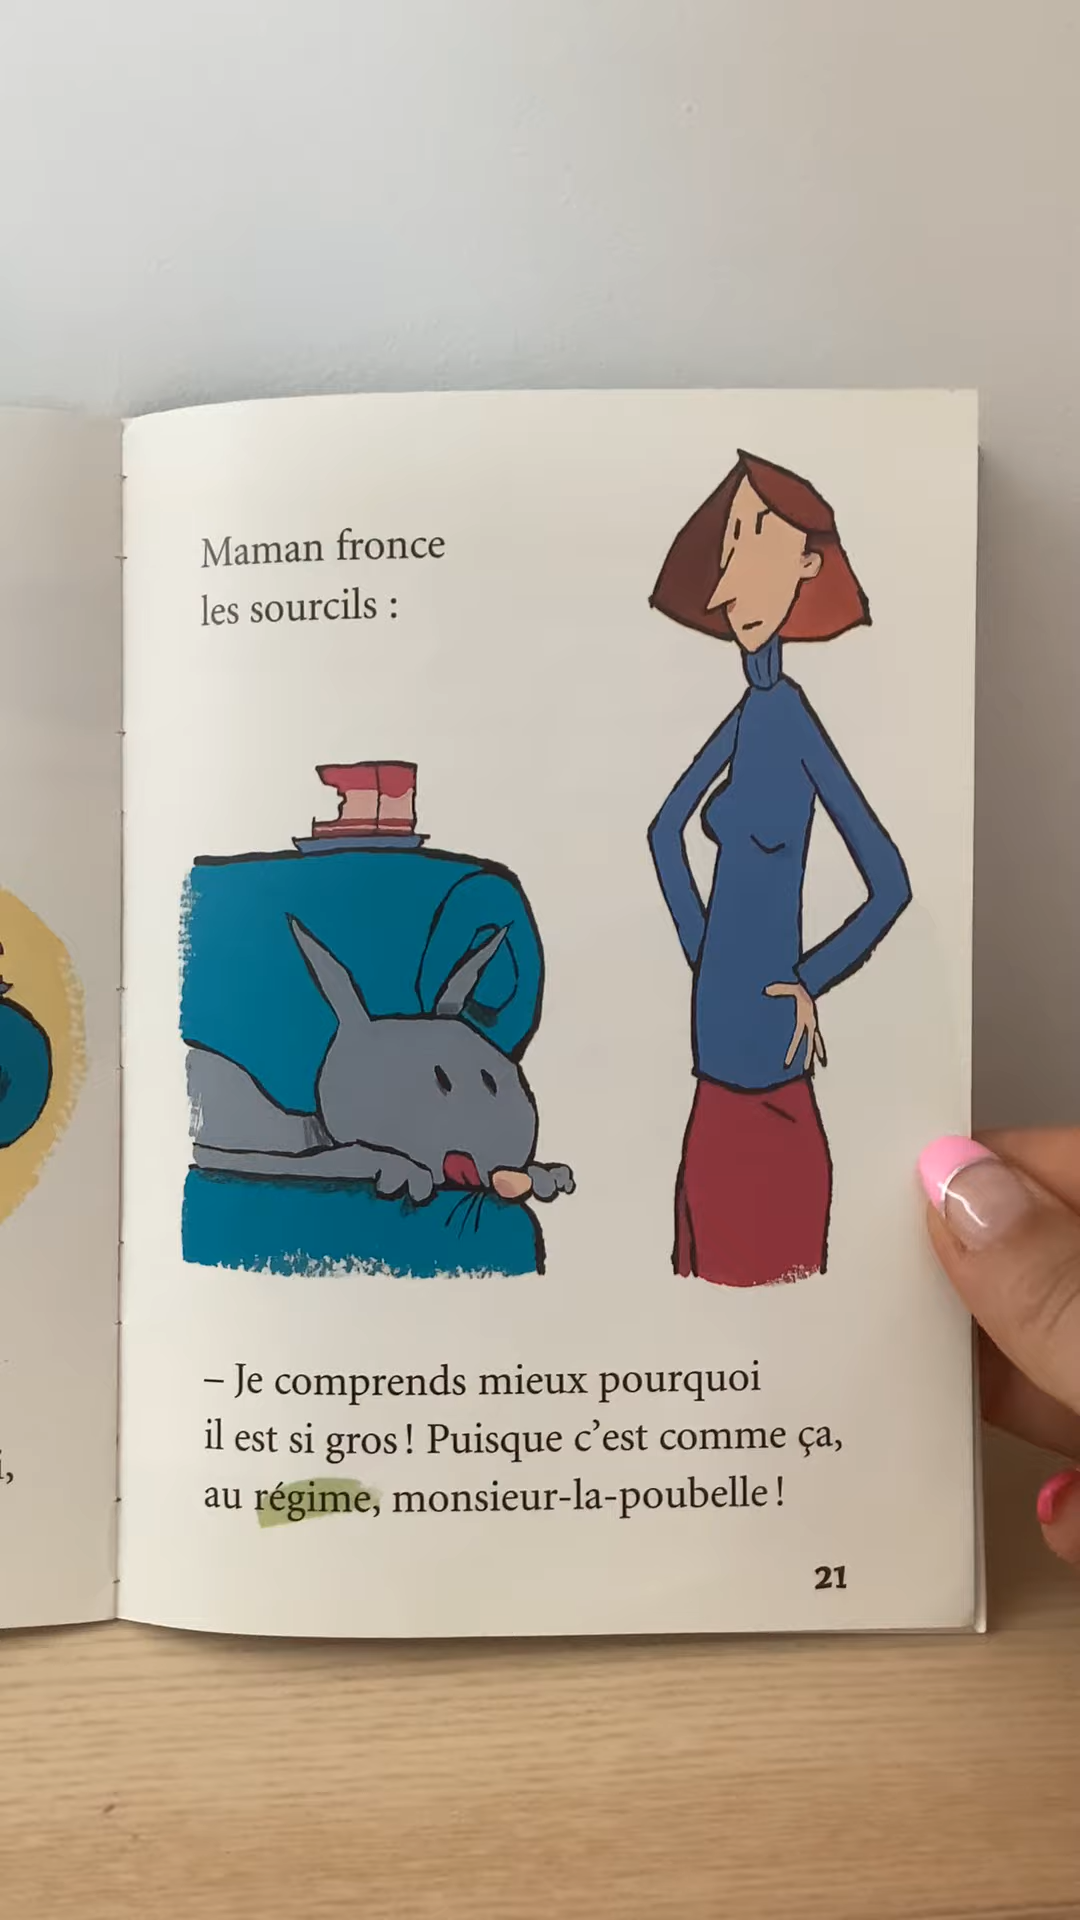 Maman fronce
les sourcils :
– Je comprends mieux pourquoi
il est si gros ! Puisque c’est comme ça,
au régime, monsieur-la-poubelle !
21